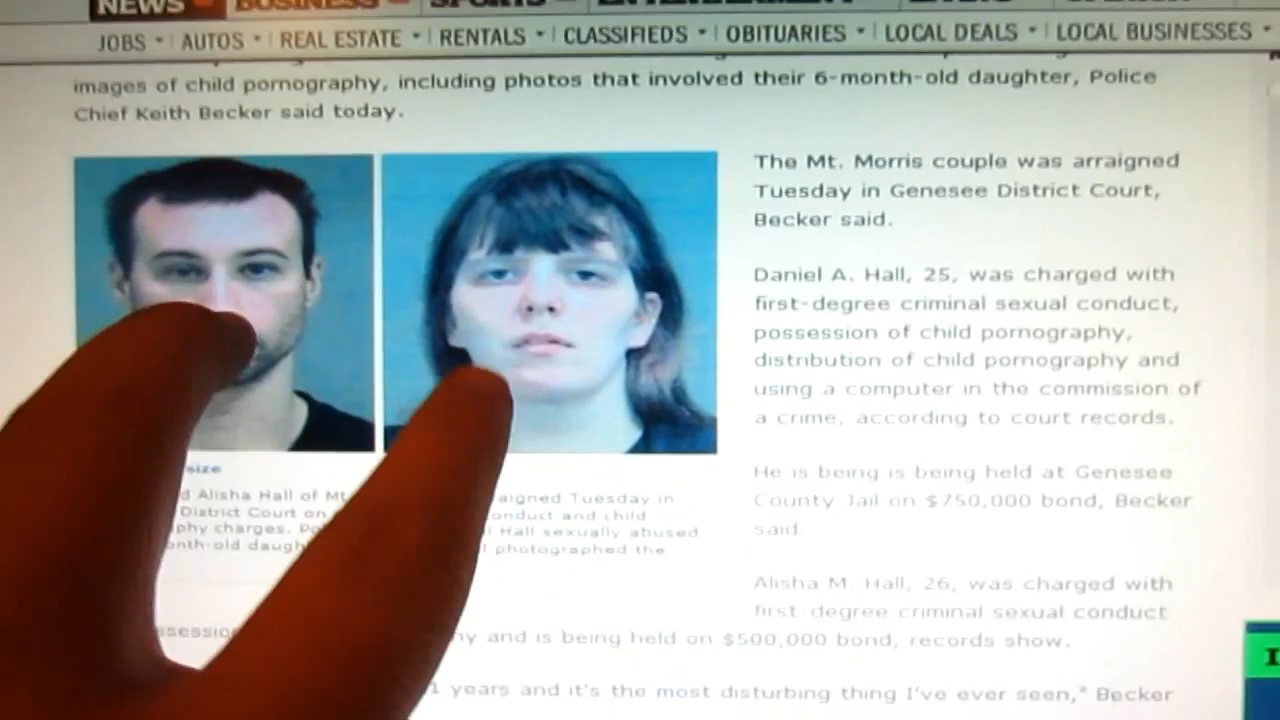 NEWS BUSINESS SPORTS ENTERTAINMENT
JOBS AUTOS REAL ESTATE RENTALS CLASSIFIEDS OBITUARIES LOCAL DEALS LOCAL BUSINESSES
images of child pornography, including photos that involved their 6-month-old daughter, Police
Chief Keith Becker said today.
The Mt. Morris couple was arraigned
Tuesday in Genesee District Court,
Becker said.
Daniel A. Hall, 25, was charged with
first-degree criminal sexual conduct,
possession of child pornography,
distribution of child pornography and
using a computer in the commission of
a crime, according to court records.
He is being is being held at Genesee
County Jail on $750,000 bond, Becker
said.
size
d Alisha Hall of Mt aigned Tuesday in
District Court on onduct and child
phy charges. Hall sexually abused
nth-old photographed the
Alisha M. Hall, 26, was charged with
first-degree criminal sexual conduct
and is being held on $500,000 bond, records show.
years and it's the most disturbing thing I've ever seen," Becker